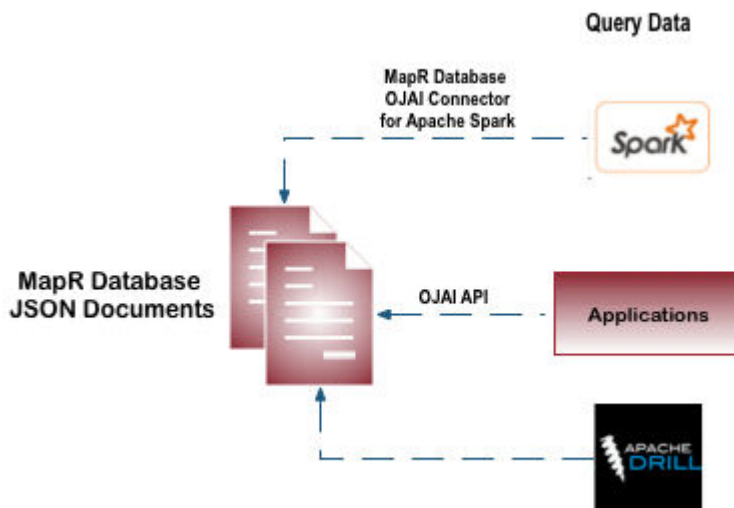 Query Data
MapR Database
OJAI Connector
for Apache Spark
Spark
MapR Database
JSON Documents
OJAI API
Applications
APACHE
DRILL